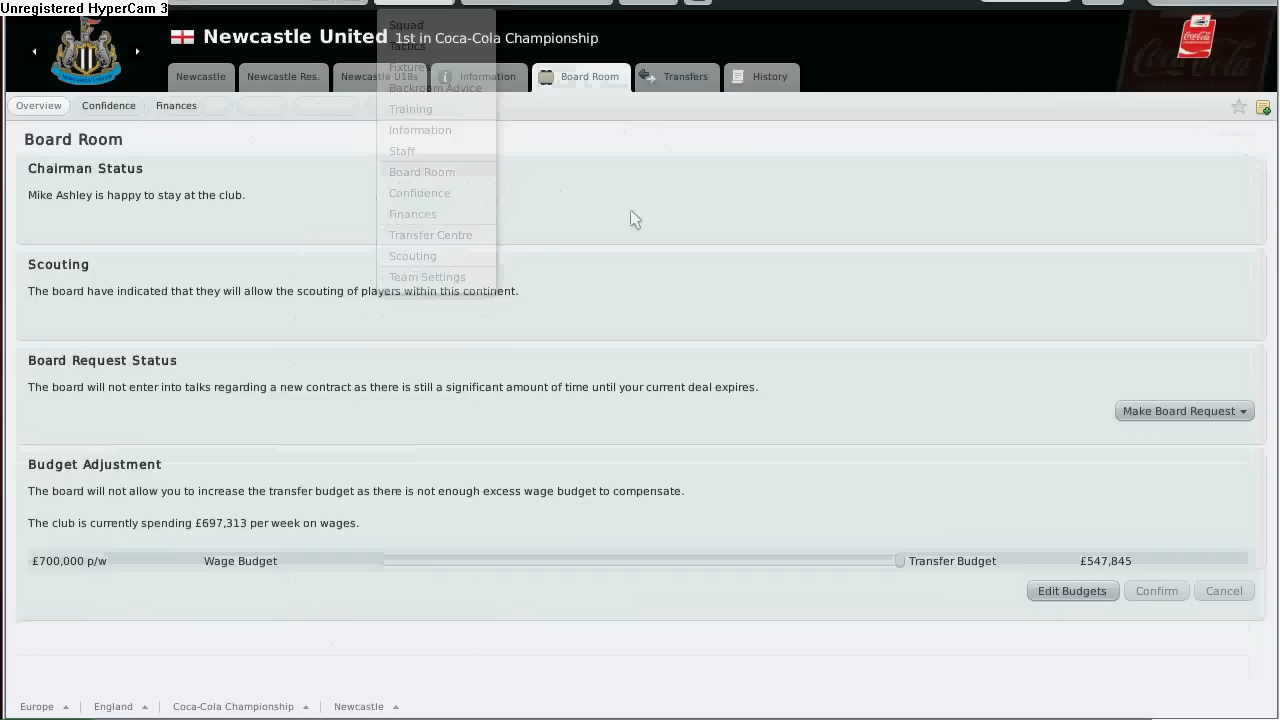 Unregistered HyperCam 3
Newcastle United 1st in Coca-Cola Championship
Newcastle Newcastle Res. Newcastle U18s Information Board Room Transfers History
Overview Confidence Finances
Squad
Tactics
Fixtures
Backroom Advice
Training
Information
Staff
Board Room
Confidence
Finances
Transfer Centre
Scouting
Team Settings
Board Room
Chairman Status
Mike Ashley is happy to stay at the club.
Scouting
The board have indicated that they will allow the scouting of players within this continent.
Board Request Status
The board will not enter into talks regarding a new contract as there is still a significant amount of time until your current deal expires.
Make Board Request
Budget Adjustment
The board will not allow you to increase the transfer budget as there is not enough excess wage budget to compensate.
The club is currently spending £697,313 per week on wages.
£700,000 p/w Wage Budget Transfer Budget £547,845
Edit Budgets Confirm Cancel
Europe England Coca-Cola Championship Newcastle